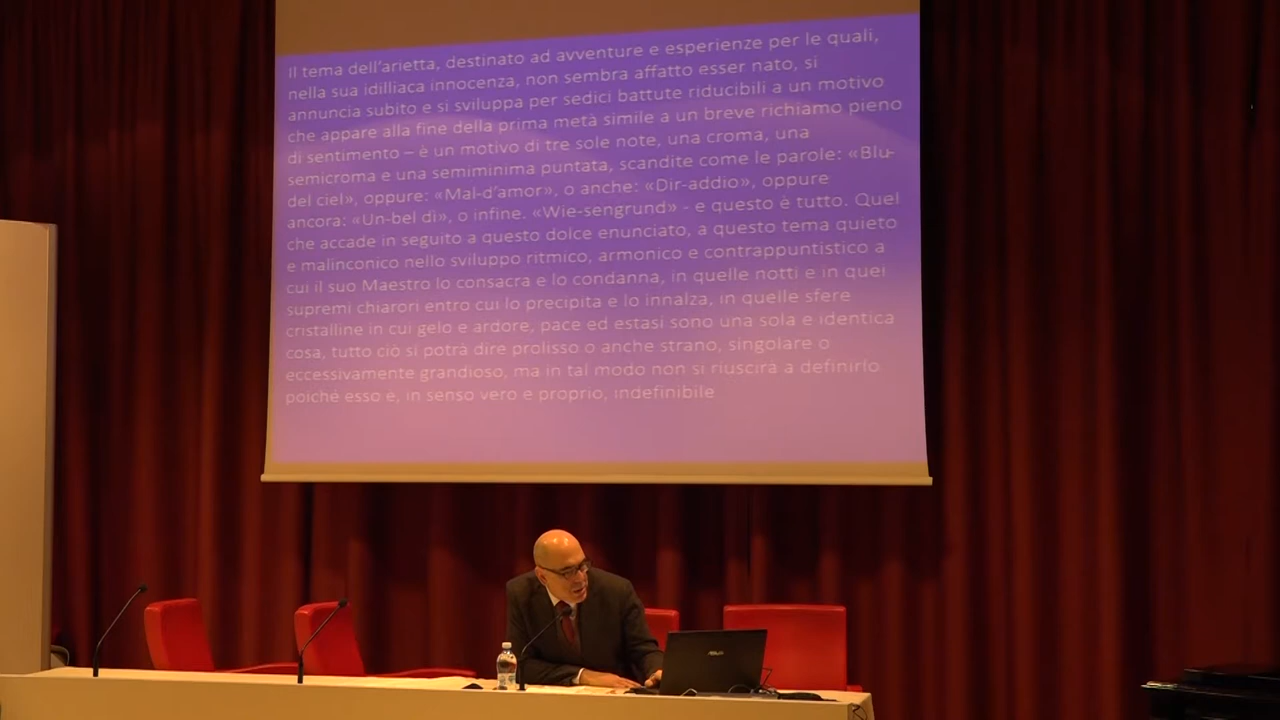 Il tema dell'arietta, destinato ad avventure e esperienze per le quali,
nella sua idilliaca innocenza, non sembra affatto esser nato, si
annuncia subito e si sviluppa per sedici battute riducibili a un motivo
che appare alla fine della prima metà simile a un breve richiamo pieno
di sentimento – è un motivo di tre sole note, una croma, una
semicroma e una semiminima puntata, scandite come le parole: «Blu-
del ciel», oppure: «Mal-d'amor», o anche: «Dir-addio», oppure
ancora: «Un-bel dì», o infine. «Wie-sengrund» - e questo è tutto. Quel
che accade in seguito a questo dolce enunciato, a questo tema quieto
e malinconico nello sviluppo ritmico, armonico e contrappuntistico a
cui il suo Maestro lo consacra e lo condanna, in quelle notti e in quei
supremi chiarori entro cui lo precipita e lo innalza, in quelle sfere
cristalline in cui gelo e ardore, pace ed estasi sono una sola e identica
cosa, tutto ciò si potrà dire prolisso o anche strano, singolare o
eccessivamente grandioso, ma in tal modo non si riuscirà a definirlo
poiché esso è, in senso vero e proprio, indefinibile
ASUS